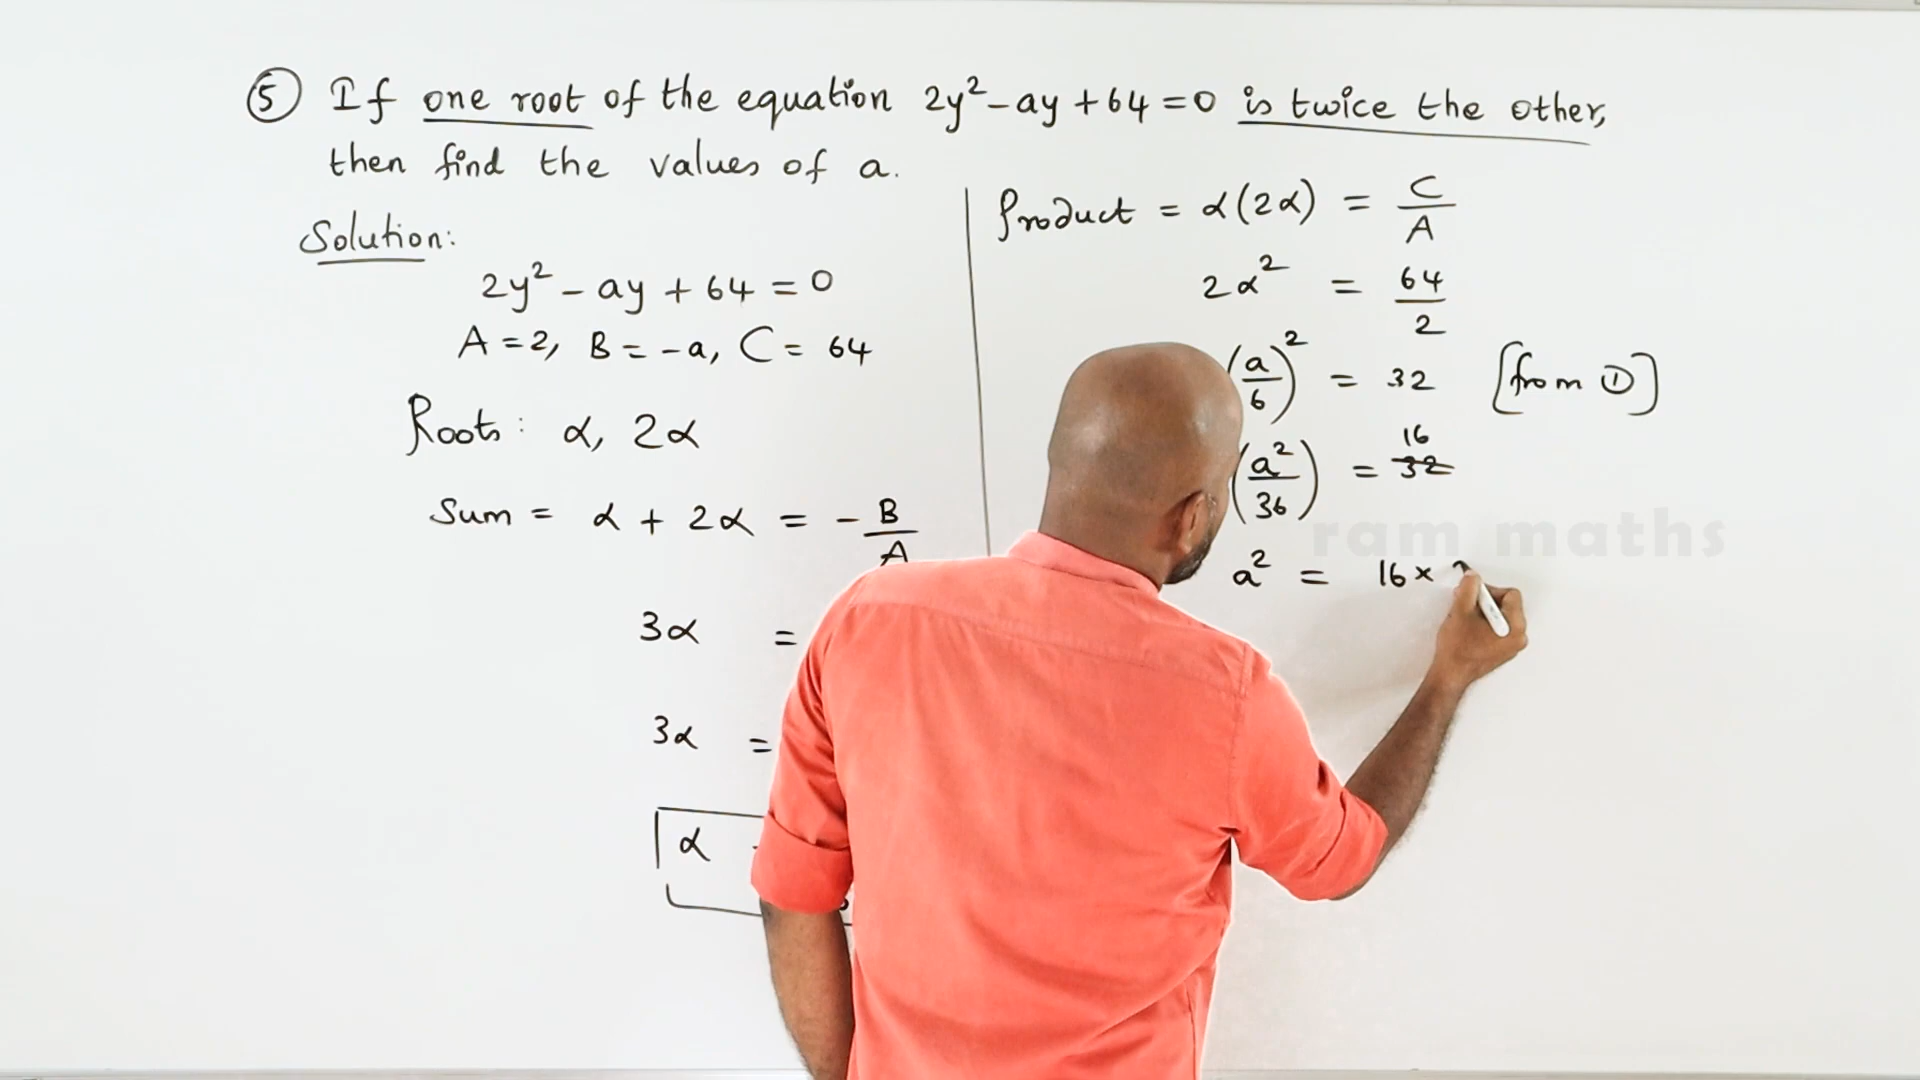 ⑤ If one root of the equation 2y² - ay + 64 = 0 is twice the other,
then find the values of a.
Solution:
2y² - ay + 64 = 0
A = 2, B = -a, C = 64
Roots: α, 2α
Sum = α + 2α = -B/A
3α =
3α =
α
Product = α(2α) = C/A
2α² = 64/2
(a/6)² = 32 [from ①]
(a²/36) = 32 16
a² = 16 ×
ram maths